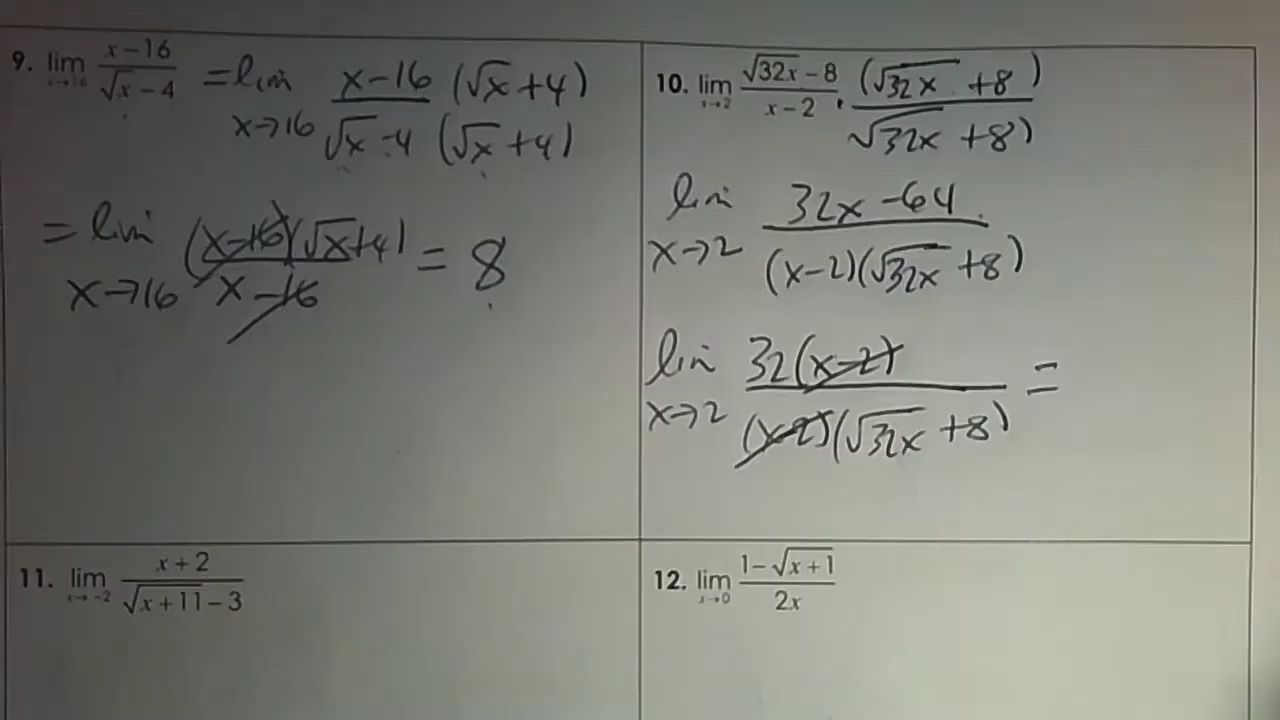 9. lim x→16 (x − 16)/(√x − 4) = lim x→16 x − 16 (√x + 4) / √x − 4 (√x + 4)
= lim x→16 (x − 16)(√x + 4) / x − 16 = 8
10. lim x→2 (√32x − 8)/(x − 2) · (√32x + 8) / √32x + 8)
lim x→2 32x − 64 / (x − 2)(√32x + 8)
lim x→2 32(x − 2) / (x − 2)(√32x + 8) =
11. lim x→−2 (x + 2)/(√x + 11 − 3)
12. lim x→0 (1 − √x + 1)/2x